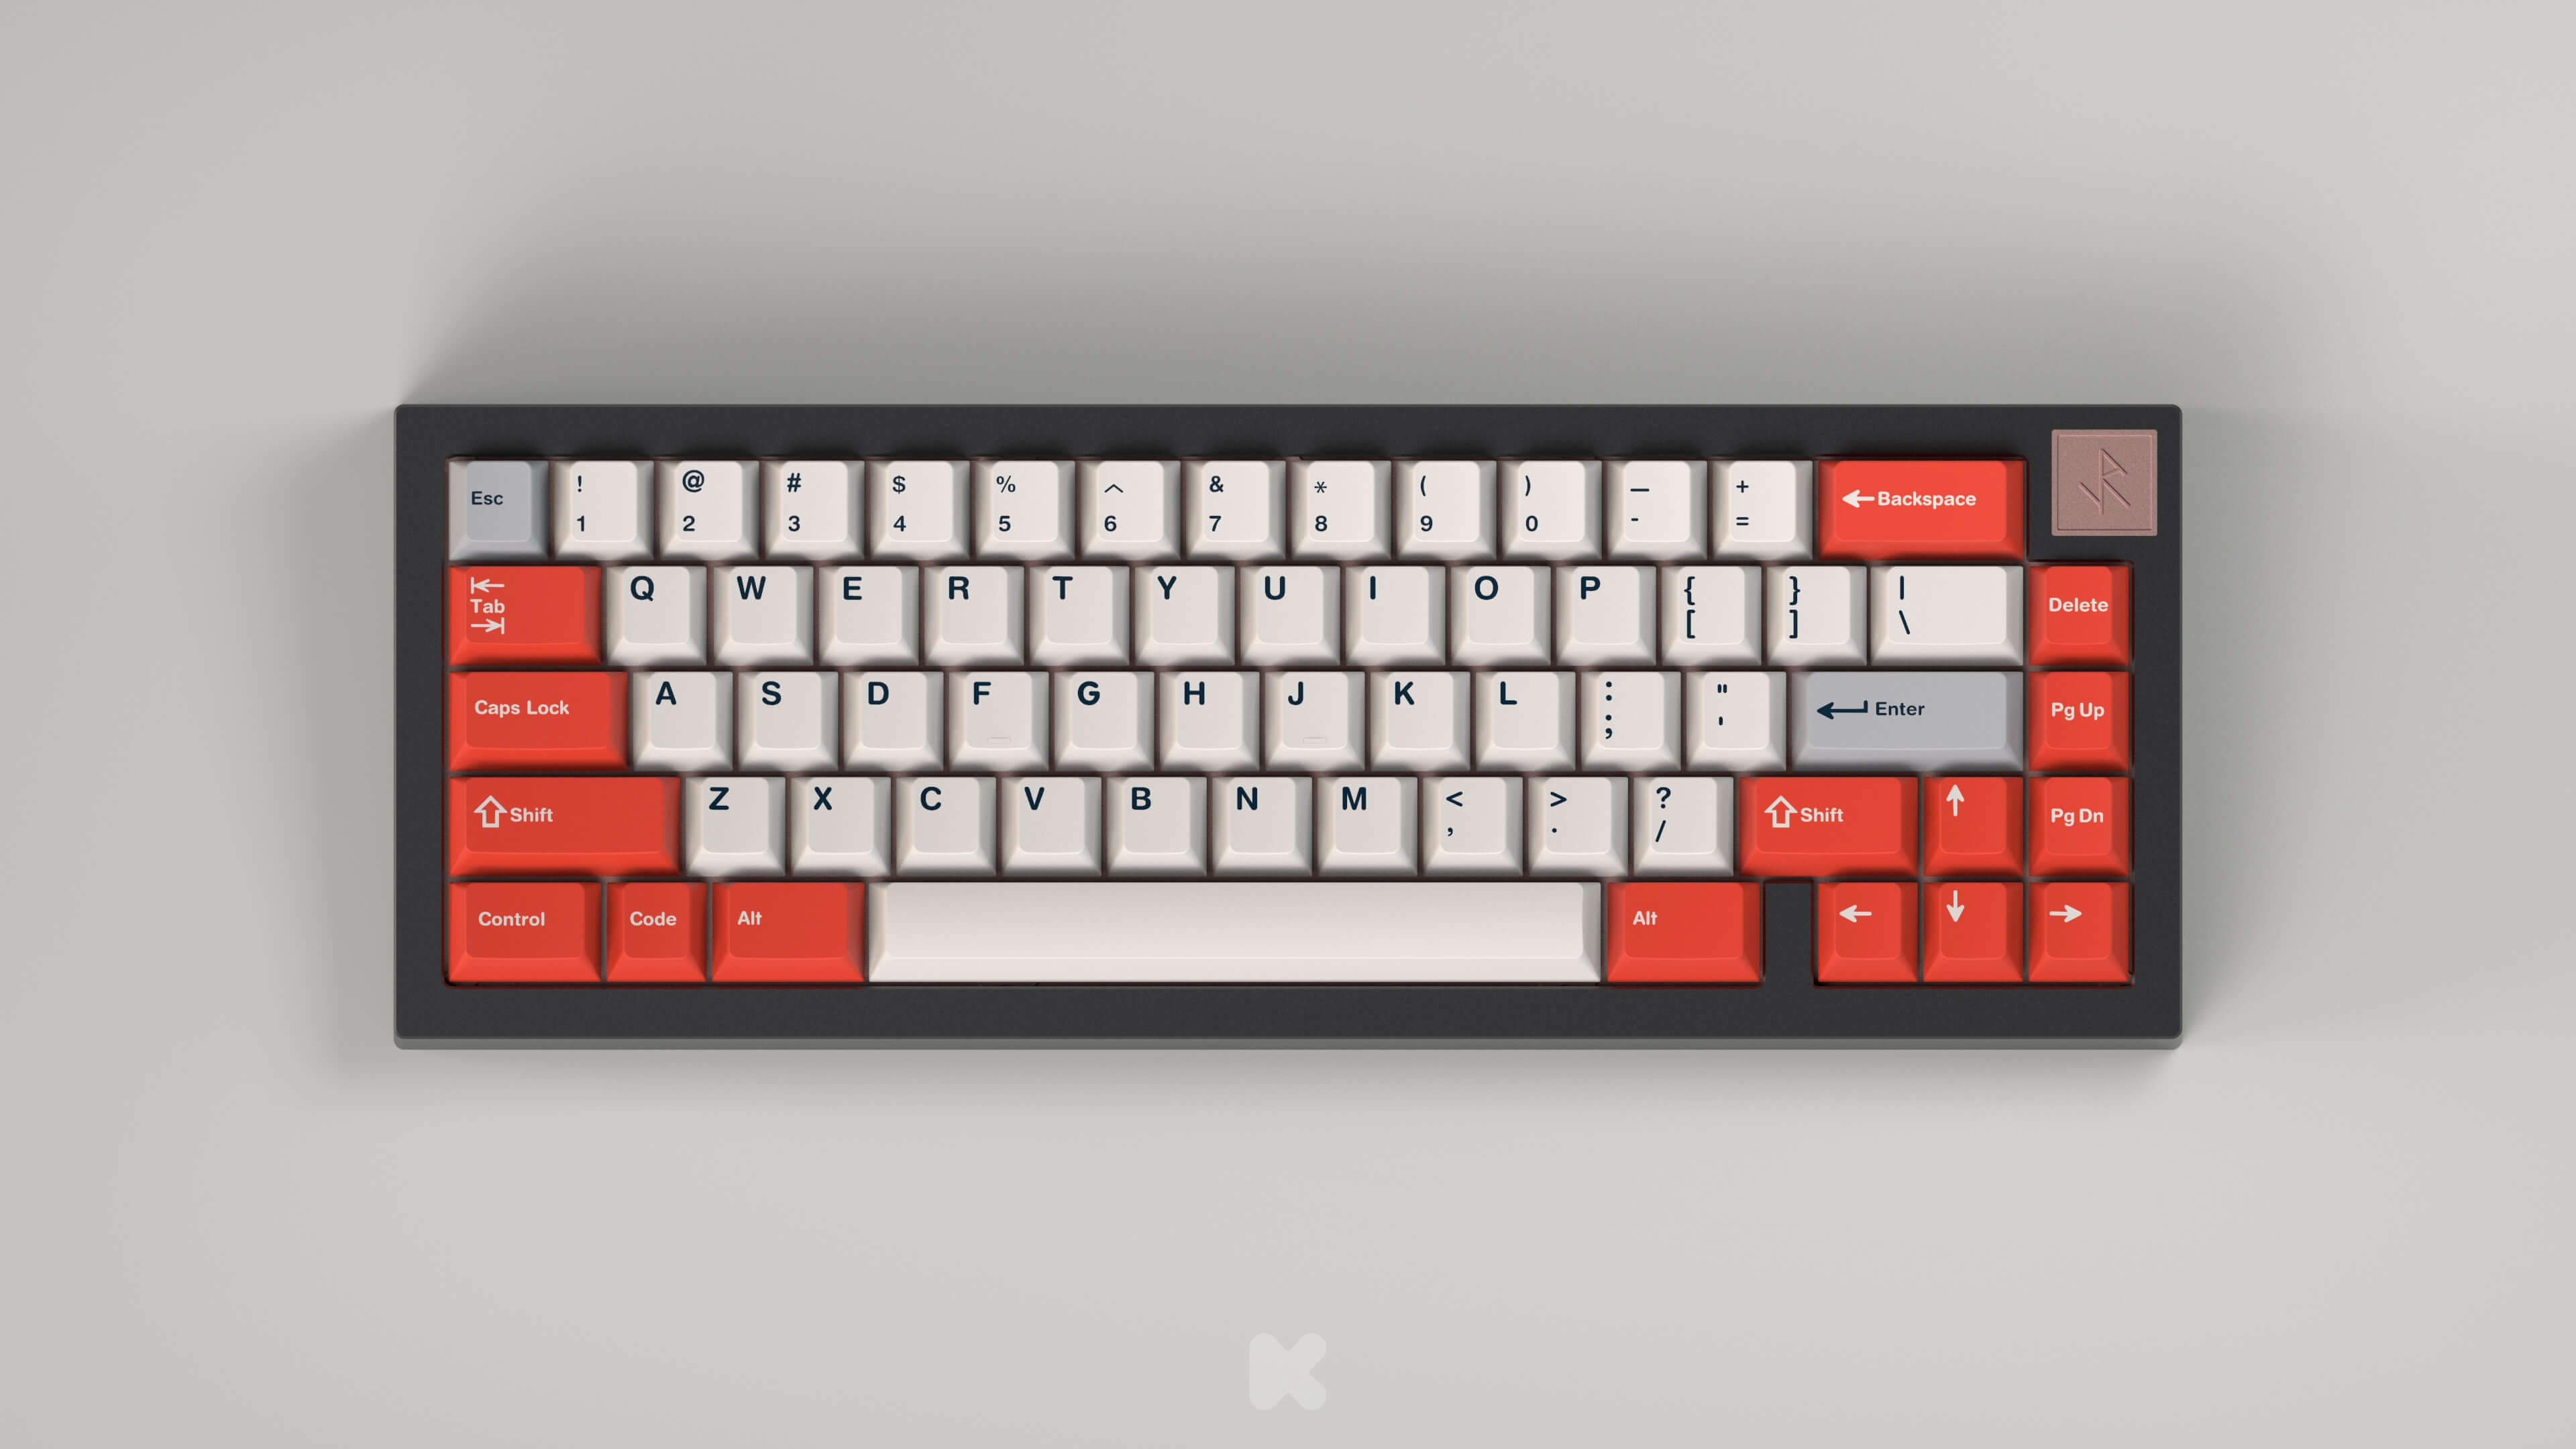 Esc ! 1 @ 2 # 3 $ 4 % 5 ^ 6 & 7 * 8 ( 9 ) 0 — - + = ← Backspace
⇤ Tab ⇥ Q W E R T Y U I O P { [ } ] | \ Delete
Caps Lock A S D F G H J K L : ; " ' ↵ Enter Pg Up
⇧ Shift Z X C V B N M < , > . ? / ⇧ Shift ↑ Pg Dn
Control Code Alt Alt ← ↓ →
K